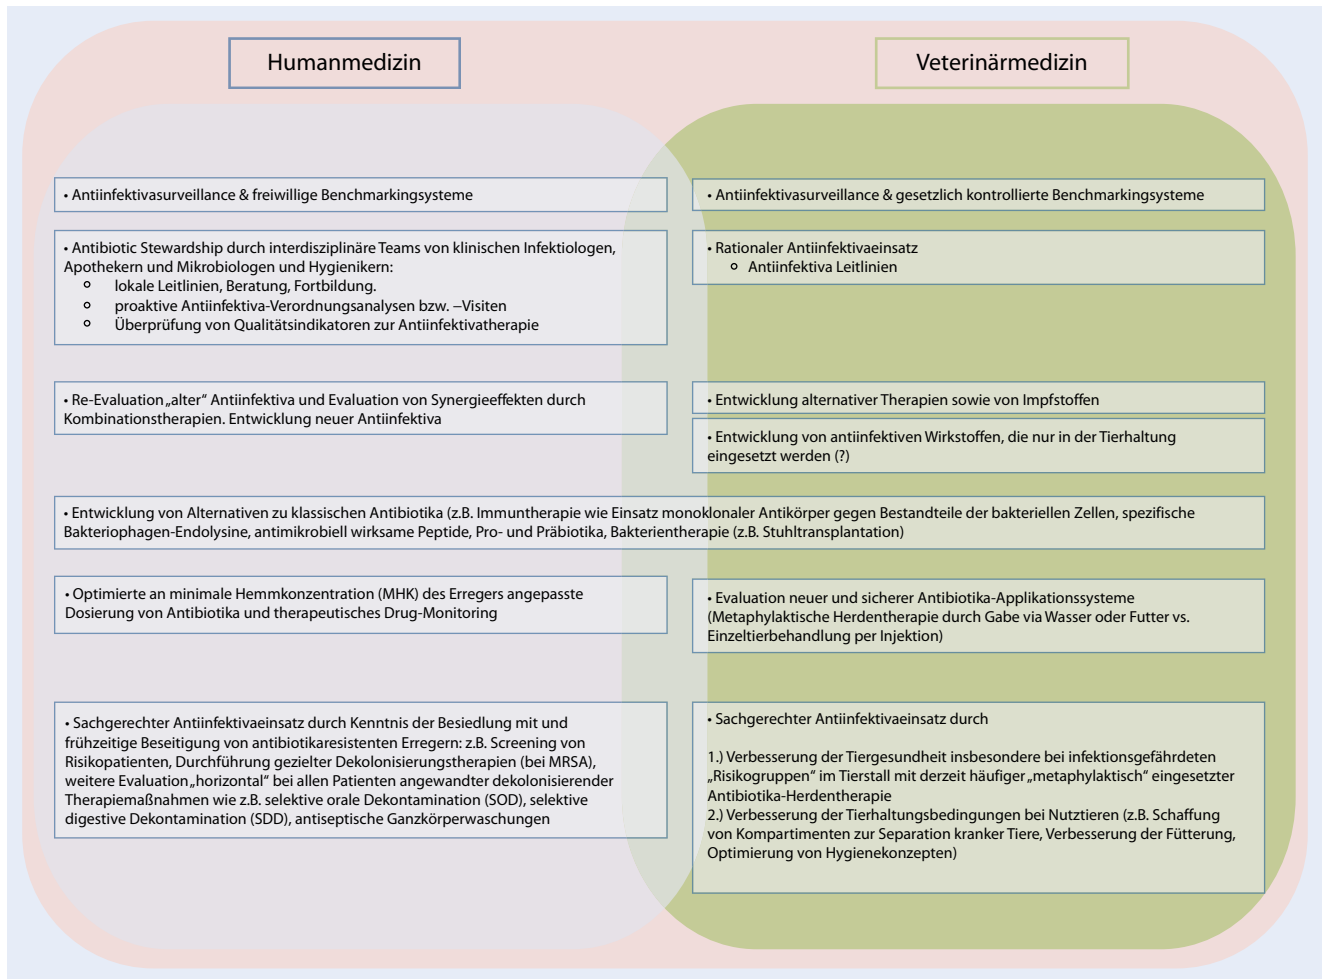 Humanmedizin
Veterinärmedizin
• Antiinfektivasurveillance & freiwillige Benchmarkingsysteme
• Antiinfektivasurveillance & gesetzlich kontrollierte Benchmarkingsysteme
• Antibiotic Stewardship durch interdisziplinäre Teams von klinischen Infektiologen,
Apothekern und Mikrobiologen und Hygienikern:
° lokale Leitlinien, Beratung, Fortbildung.
° proaktive Antiinfektiva-Verordnungsanalysen bzw. –Visiten
° Überprüfung von Qualitätsindikatoren zur Antiinfektivatherapie
• Rationaler Antiinfektivaeinsatz
° Antiinfektiva Leitlinien
• Re-Evaluation „alter“ Antiinfektiva und Evaluation von Synergieeffekten durch
Kombinationstherapien. Entwicklung neuer Antiinfektiva
• Entwicklung alternativer Therapien sowie von Impfstoffen
• Entwicklung von antiinfektiven Wirkstoffen, die nur in der Tierhaltung
eingesetzt werden (?)
• Entwicklung von Alternativen zu klassischen Antibiotika (z.B. Immuntherapie wie Einsatz monoklonaler Antikörper gegen Bestandteile der bakteriellen Zellen, spezifische
Bakteriophagen-Endolysine, antimikrobiell wirksame Peptide, Pro- und Präbiotika, Bakterientherapie (z.B. Stuhltransplantation)
• Optimierte an minimale Hemmkonzentration (MHK) des Erregers angepasste
Dosierung von Antibiotika und therapeutisches Drug-Monitoring
• Evaluation neuer und sicherer Antibiotika-Applikationssysteme
(Metaphylaktische Herdentherapie durch Gabe via Wasser oder Futter vs.
Einzeltierbehandlung per Injektion)
• Sachgerechter Antiinfektivaeinsatz durch Kenntnis der Besiedlung mit und
frühzeitige Beseitigung von antibiotikaresistenten Erregern: z.B. Screening von
Risikopatienten, Durchführung gezielter Dekolonisierungstherapien (bei MRSA),
weitere Evaluation „horizontal“ bei allen Patienten angewandter dekolonisierender
Therapiemaßnahmen wie z.B. selektive orale Dekontamination (SOD), selektive
digestive Dekontamination (SDD), antiseptische Ganzkörperwaschungen
• Sachgerechter Antiinfektivaeinsatz durch
1.) Verbesserung der Tiergesundheit insbesondere bei infektionsgefährdeten
„Risikogruppen“ im Tierstall mit derzeit häufiger „metaphylaktisch“ eingesetzter
Antibiotika-Herdentherapie
2.) Verbesserung der Tierhaltungsbedingungen bei Nutztieren (z.B. Schaffung
von Kompartimenten zur Separation kranker Tiere, Verbesserung der Fütterung,
Optimierung von Hygienekonzepten)